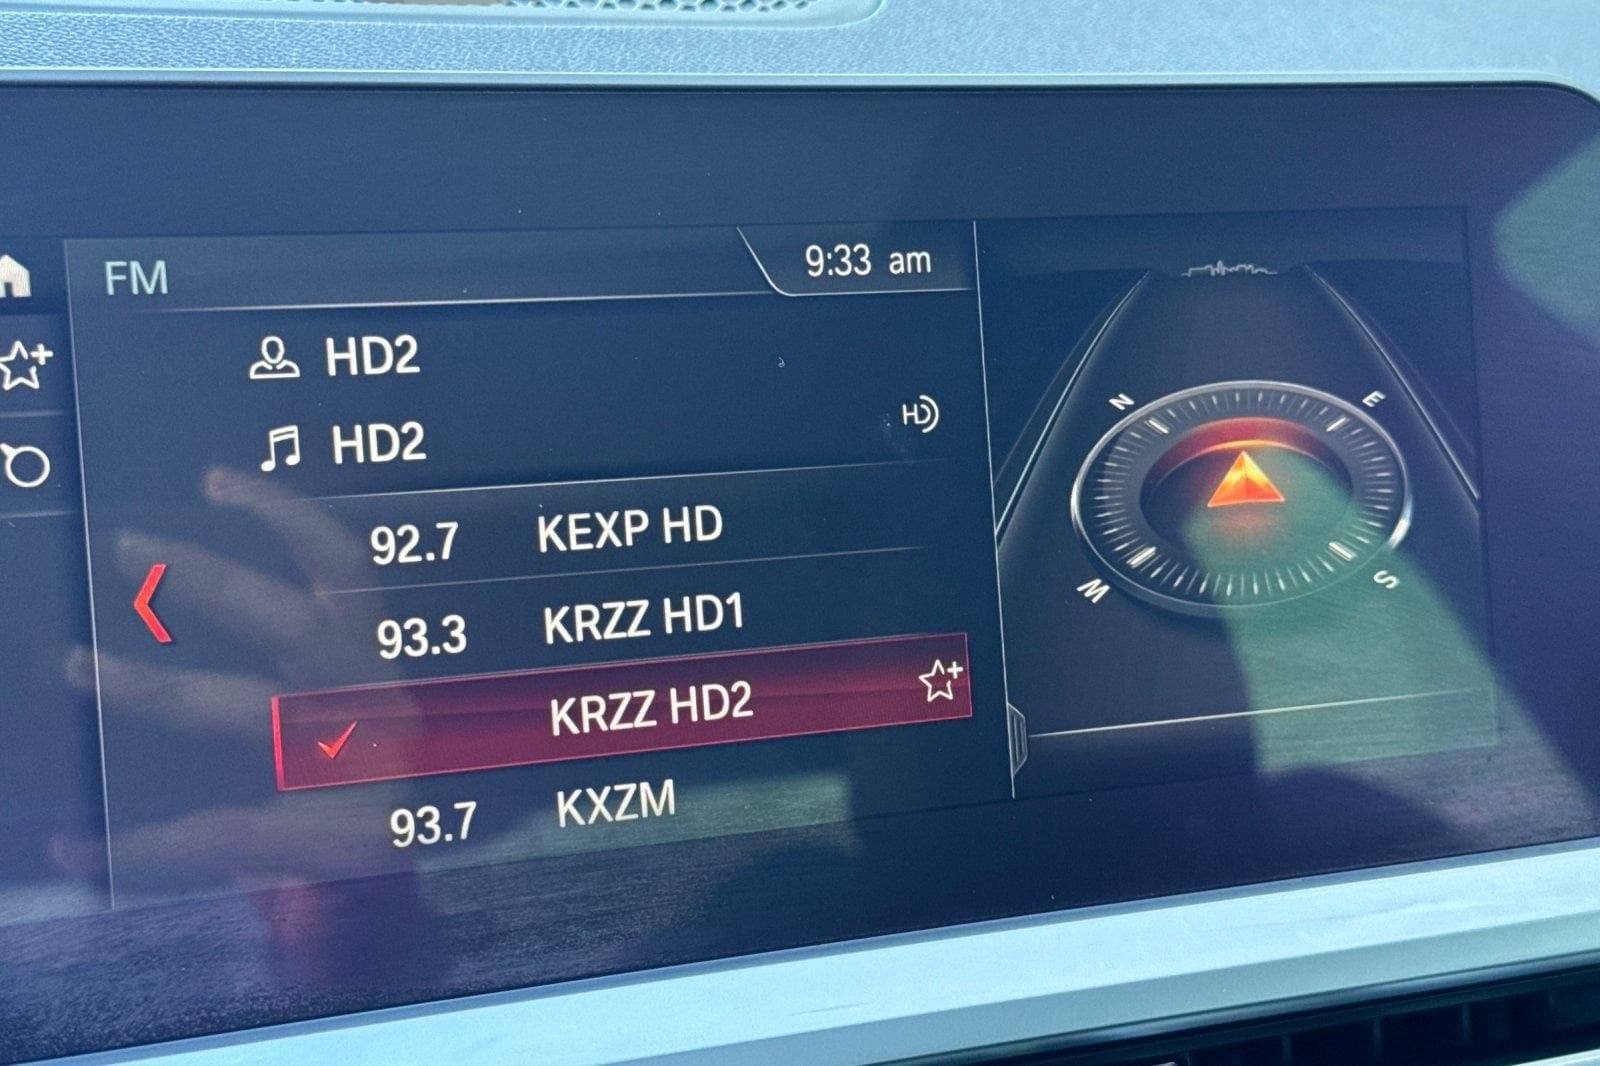 FM
9:33 am
HD2
HD2
HD
92.7 KEXP HD
93.3 KRZZ HD1
KRZZ HD2
93.7 KXZM
N
E
W
S